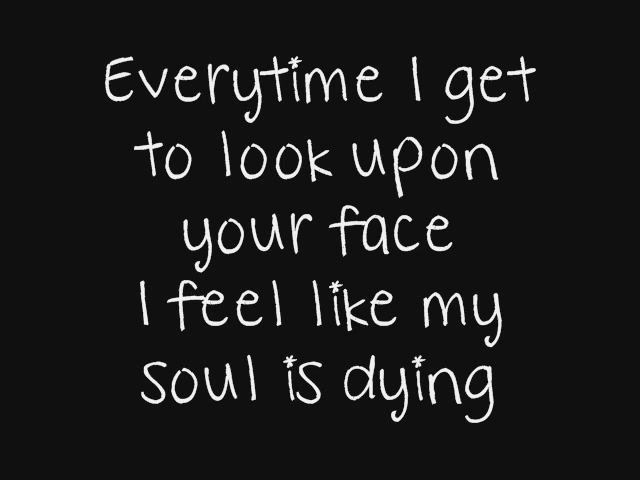 Everytime I get
to look upon
your face
I feel like my
soul is dying